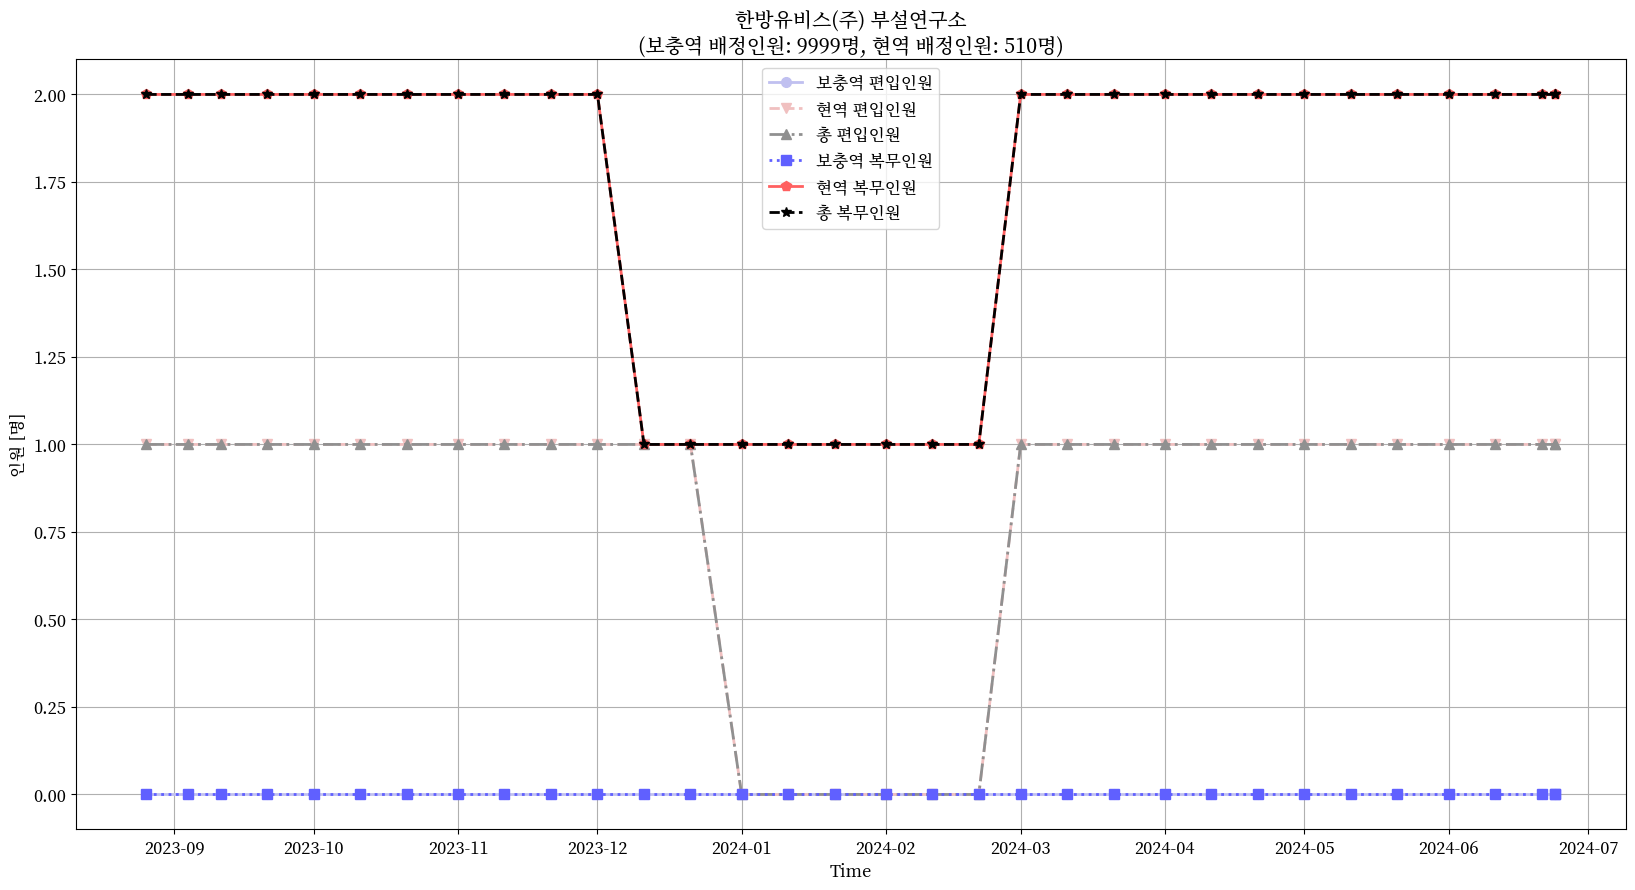 한방유비스(주) 부설연구소
(보충역 배정인원: 9999명, 현역 배정인원: 510명)
보충역 편입인원
현역 편입인원
총 편입인원
보충역 복무인원
현역 복무인원
총 복무인원
인원 [명]
2.00
1.75
1.50
1.25
1.00
0.75
0.50
0.25
0.00
2023-09 2023-10 2023-11 2023-12 2024-01 2024-02 2024-03 2024-04 2024-05 2024-06 2024-07
Time